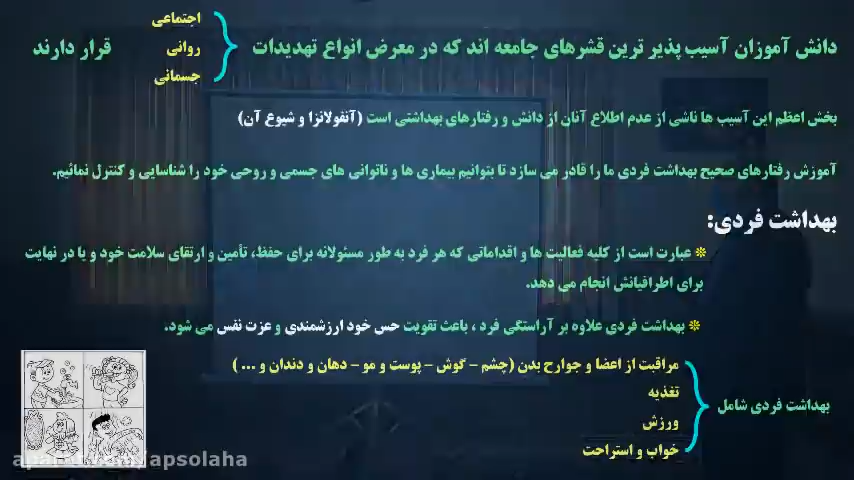 اجتماعی
دانش آموزان آسیب پذیر ترین قشرهای جامعه اند که در معرض انواع تهدیدات روانی قرار دارند
جسمانی
بخش اعظم این آسیب ها ناشی از عدم اطلاع آنان از دانش و رفتارهای بهداشتی است (آنفولانزا و شیوع آن)
آموزش رفتارهای صحیح بهداشت فردی ما را قادر می سازد تا بتوانیم بیماری ها و ناتوانی های جسمی و روحی خود را شناسایی و کنترل نمائیم.
بهداشت فردی:
عبارت است از کلیه فعالیت ها و اقداماتی که هر فرد به طور مسئولانه برای حفظ، تأمین و ارتقای سلامت خود و یا در نهایت
برای اطرافیانش انجام می دهد.
بهداشت فردی علاوه بر آراستگی فرد ، باعث تقویت حس خود ارزشمندی و عزت نفس می شود.
مراقبت از اعضا و جوارح بدن (چشم - گوش - پوست و مو - دهان و دندان و ... )
تغذیه
بهداشت فردی شامل
ورزش
خواب و استراحت
aparat.com/apsolaha